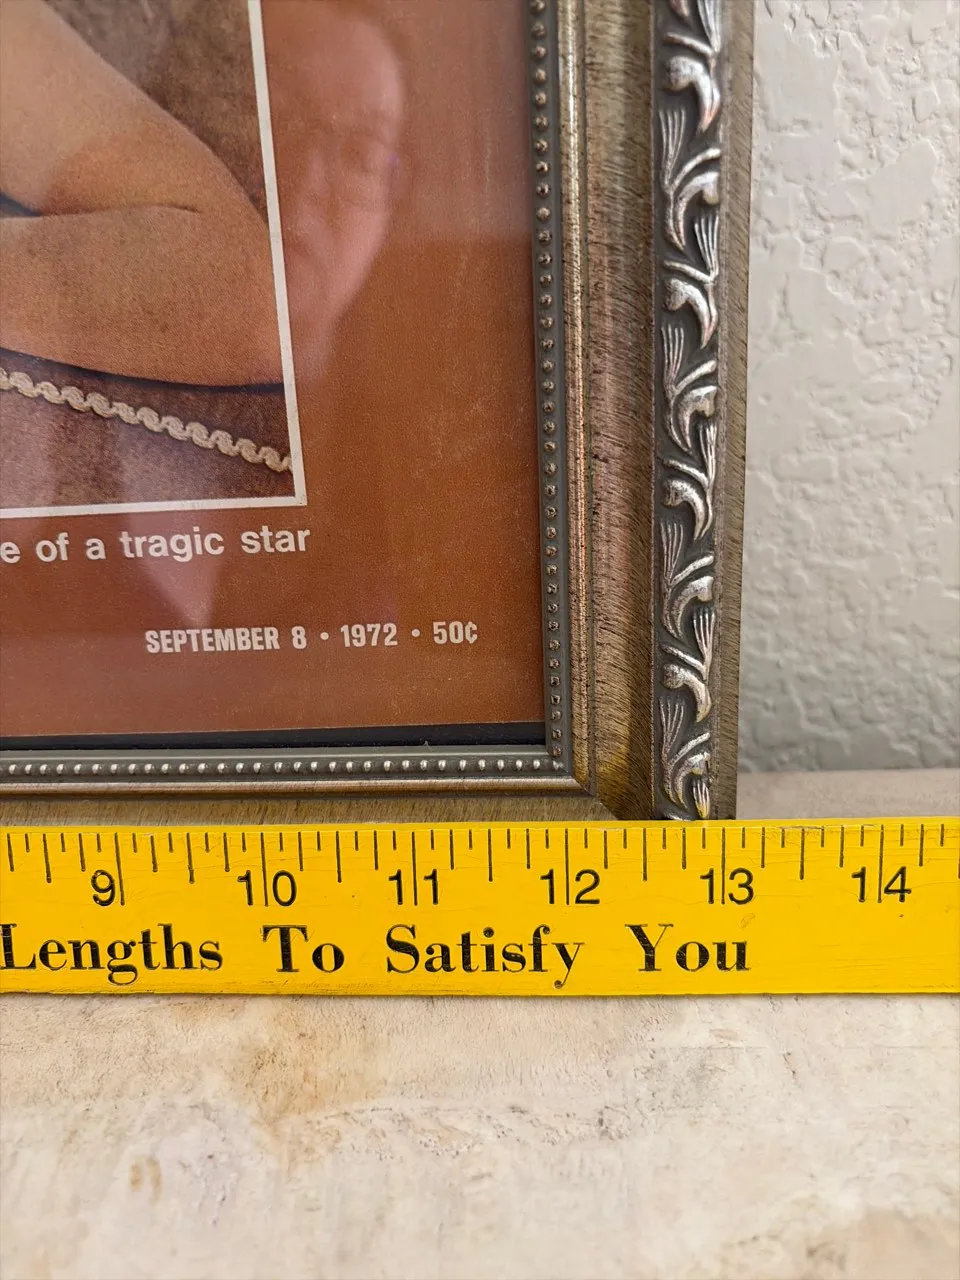 of a tragic star
SEPTEMBER 8 • 1972 • 50¢
9 10 11 12 13 14
Lengths To Satisfy You